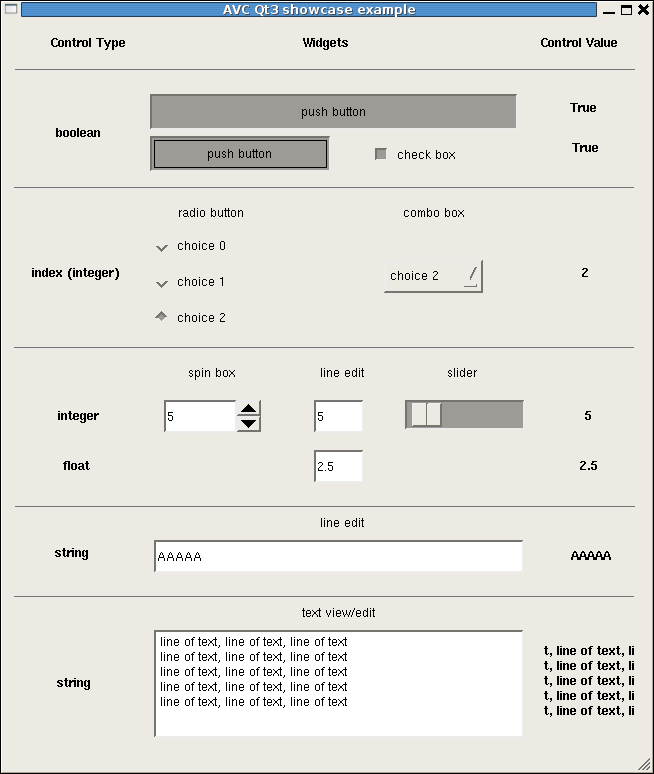 AVC Qt3 showcase example
Control Type Widgets Control Value
push button True
boolean
push button check box True
radio button combo box
choice 0
index (integer) choice 2 2
choice 1
choice 2
spin box line edit slider
integer 5 5 5
float 2.5 2.5
line edit
string AAAAA AAAAA
text view/edit
line of text, line of text, line of text t, line of text, li
line of text, line of text, line of text t, line of text, li
line of text, line of text, line of text t, line of text, li
string
line of text, line of text, line of text t, line of text, li
line of text, line of text, line of text t, line of text, li